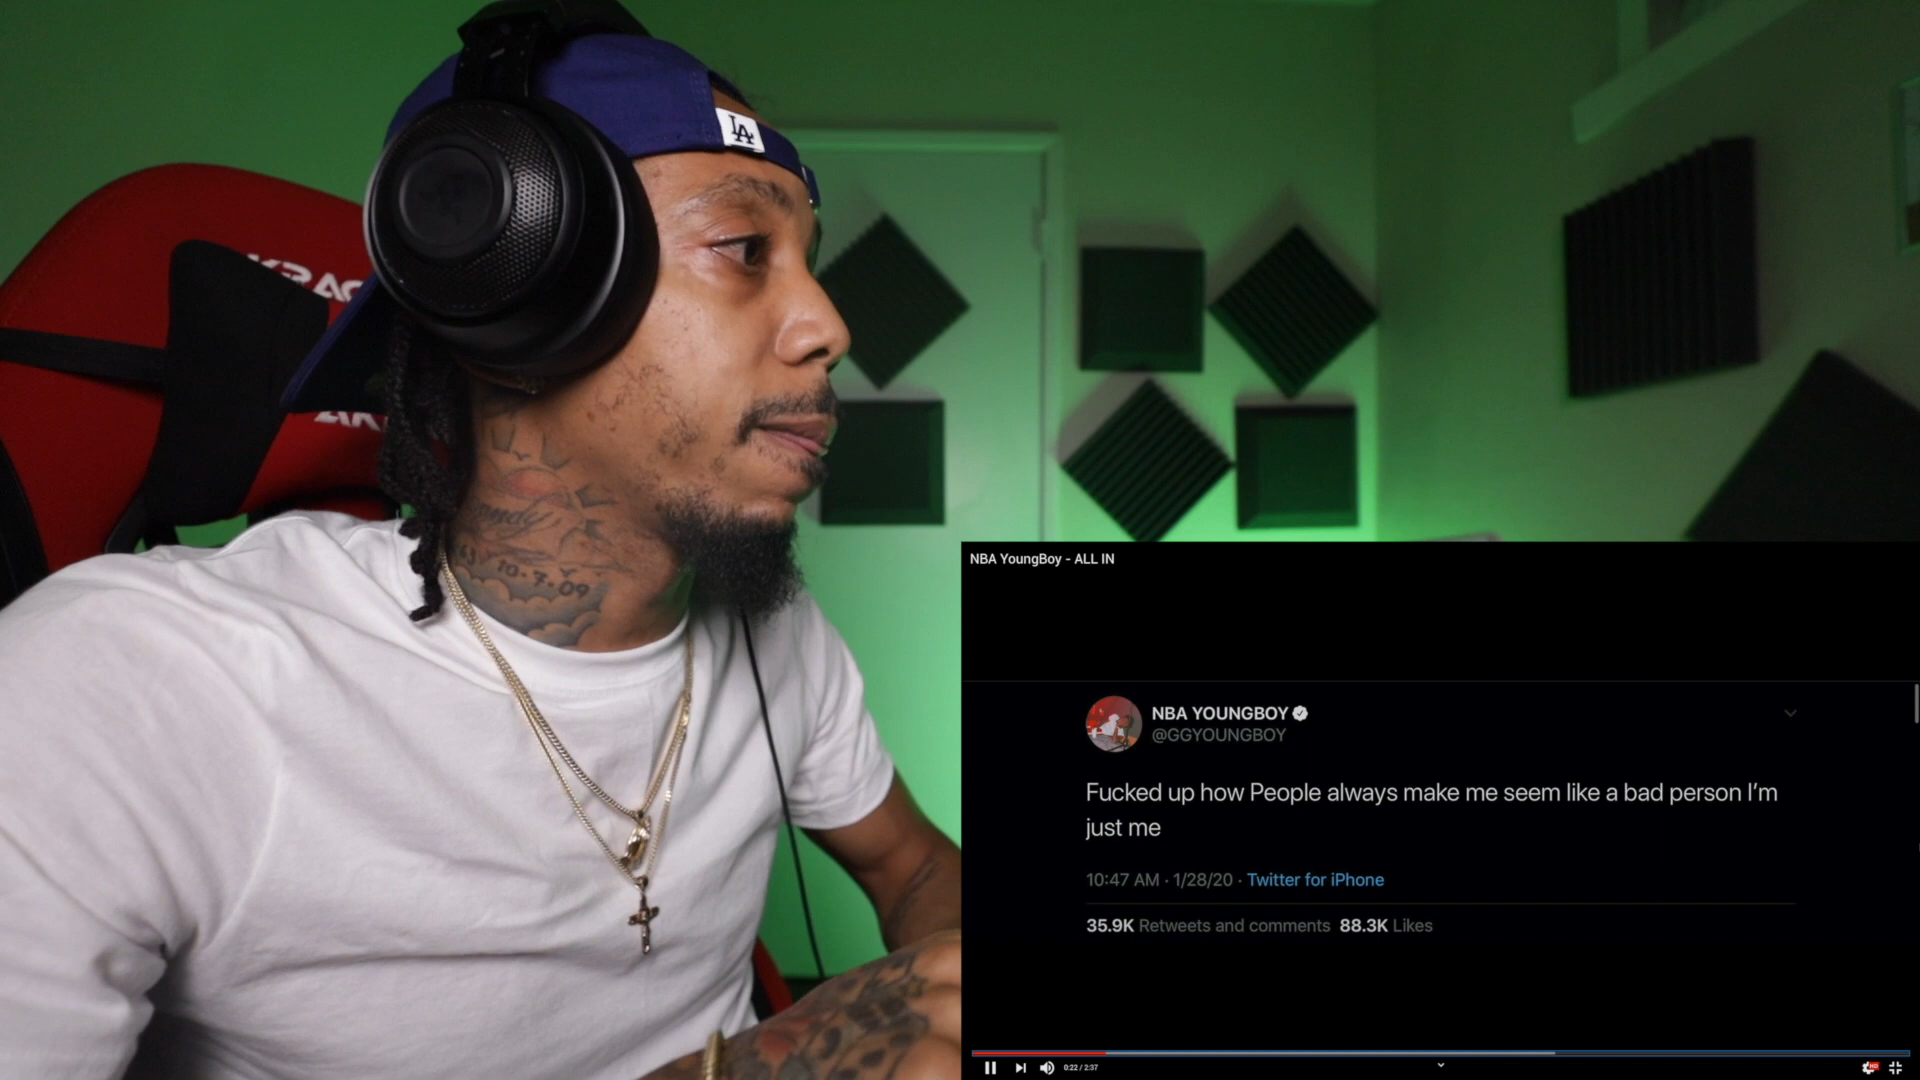 LA
AKRAC
NBA YoungBoy - ALL IN
NBA YOUNGBOY
@GGYOUNGBOY
Fucked up how People always make me seem like a bad person I'm
just me
10:47 AM · 1/28/20 · Twitter for iPhone
35.9K Retweets and comments 88.3K Likes
10-7-09
0:22 / 2:37
HD